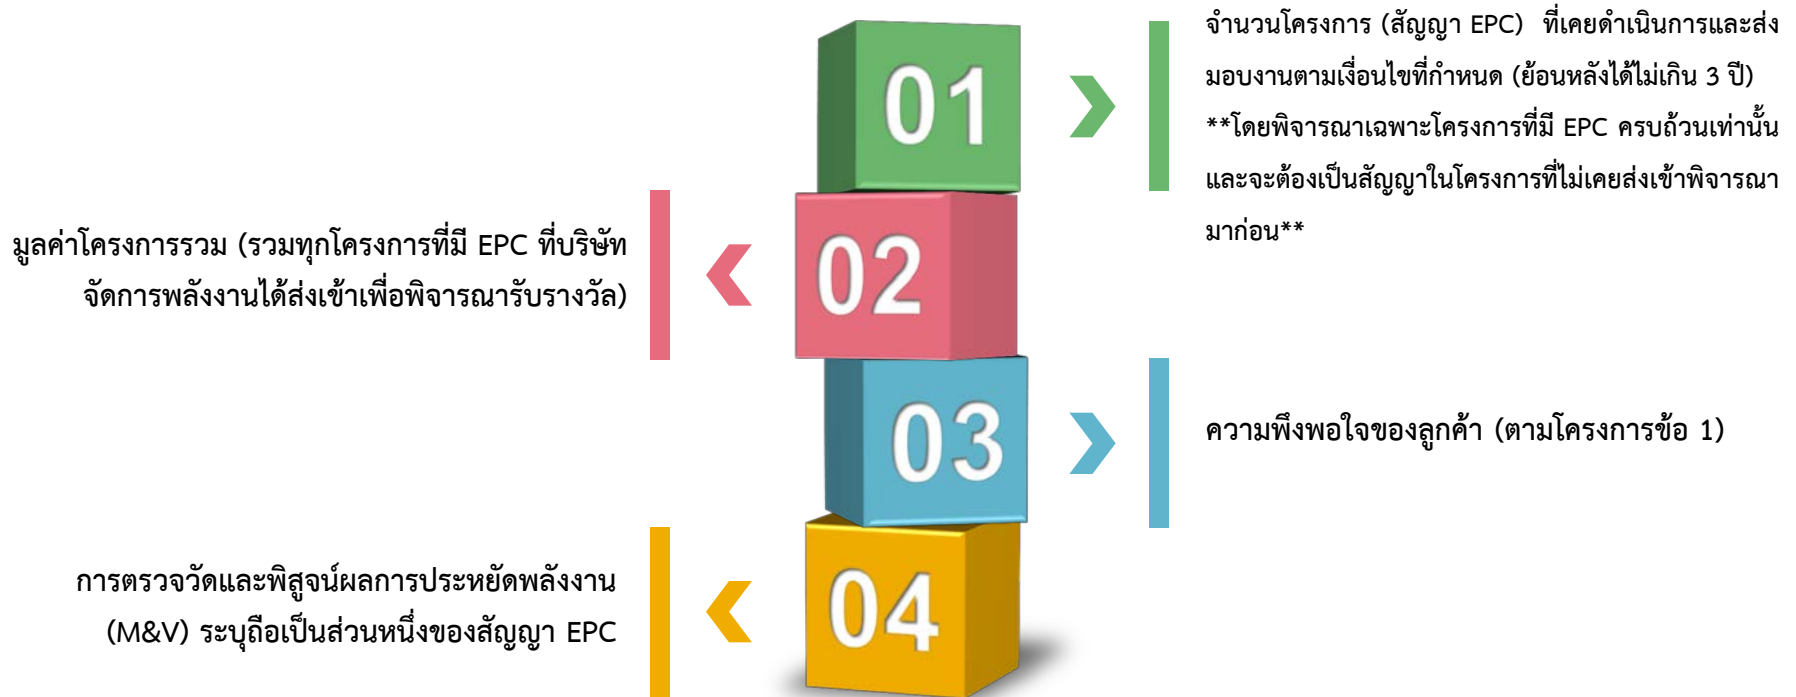 01
จำนวนโครงการ (สัญญา EPC) ที่เคยดำเนินการและส่ง
มอบงานตามเงื่อนไขที่กำหนด (ย้อนหลังได้ไม่เกิน 3 ปี)
**โดยพิจารณาเฉพาะโครงการที่มี EPC ครบถ้วนเท่านั้น
และจะต้องเป็นสัญญาในโครงการที่ไม่เคยส่งเข้าพิจารณา
มาก่อน**
02
มูลค่าโครงการรวม (รวมทุกโครงการที่มี EPC ที่บริษัท
จัดการพลังงานได้ส่งเข้าเพื่อพิจารณารับรางวัล)
03
ความพึงพอใจของลูกค้า (ตามโครงการข้อ 1)
04
การตรวจวัดและพิสูจน์ผลการประหยัดพลังงาน
(M&V) ระบุถือเป็นส่วนหนึ่งของสัญญา EPC